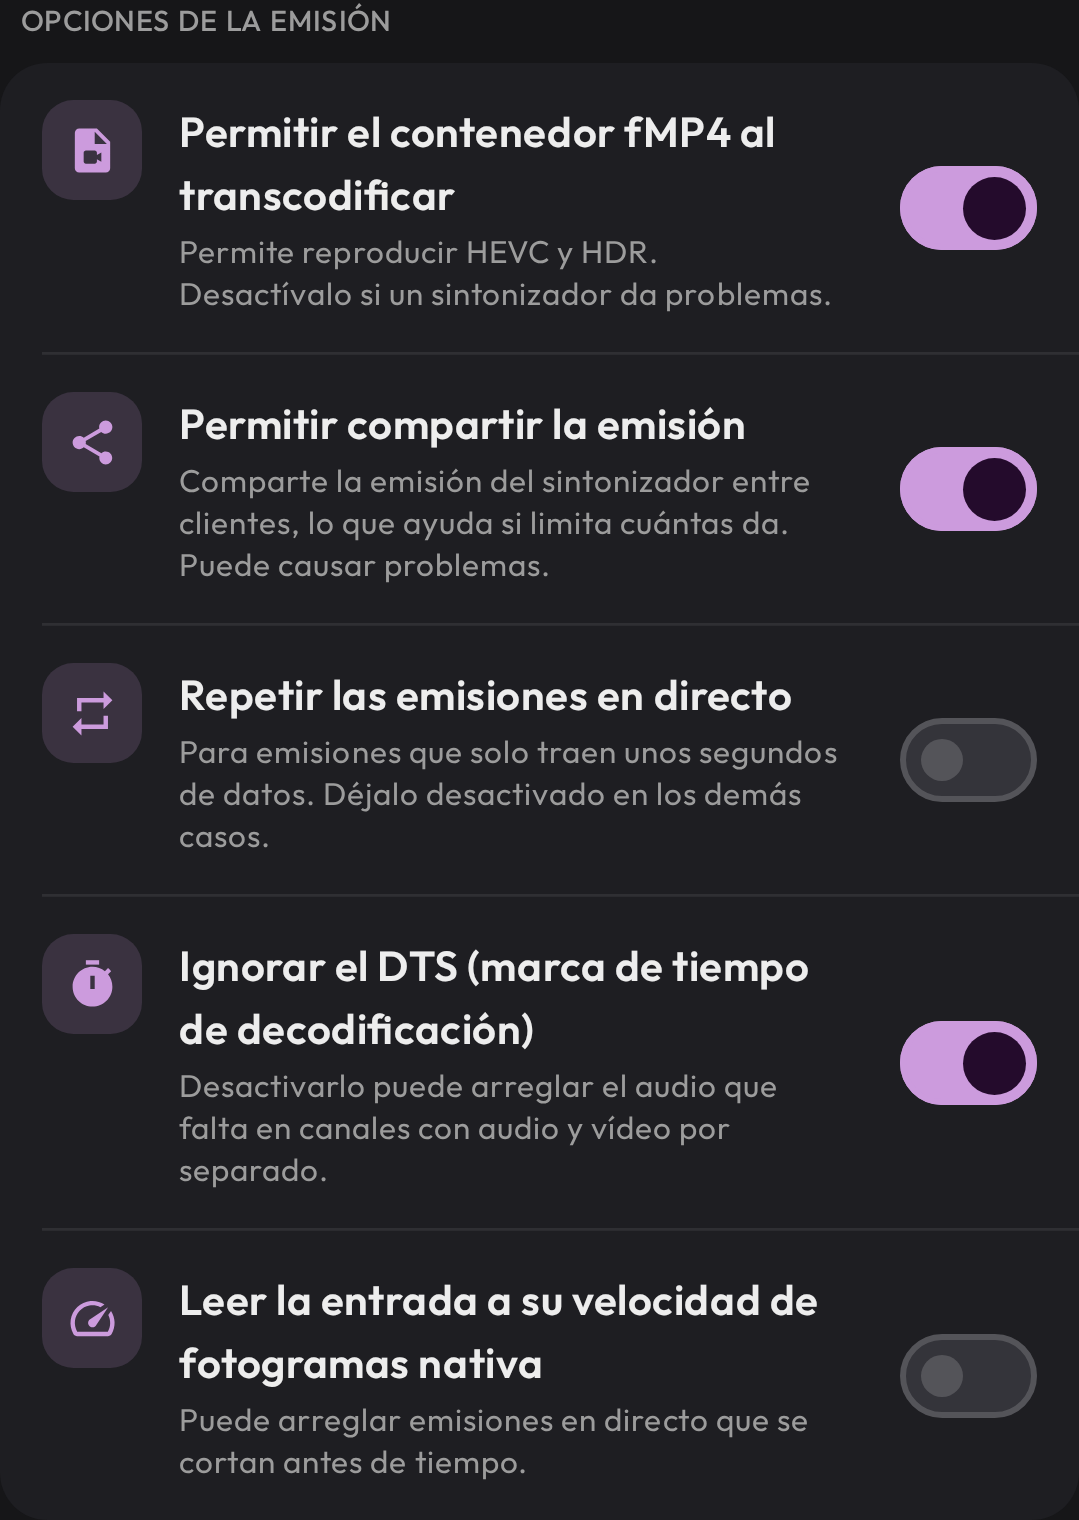 OPCIONES DE LA EMISIÓN
Permitir el contenedor fMP4 al
transcodificar
Permite reproducir HEVC y HDR.
Desactívalo si un sintonizador da problemas.
Permitir compartir la emisión
Comparte la emisión del sintonizador entre
clientes, lo que ayuda si limita cuántas da.
Puede causar problemas.
Repetir las emisiones en directo
Para emisiones que solo traen unos segundos
de datos. Déjalo desactivado en los demás
casos.
Ignorar el DTS (marca de tiempo
de decodificación)
Desactivarlo puede arreglar el audio que
falta en canales con audio y vídeo por
separado.
Leer la entrada a su velocidad de
fotogramas nativa
Puede arreglar emisiones en directo que se
cortan antes de tiempo.